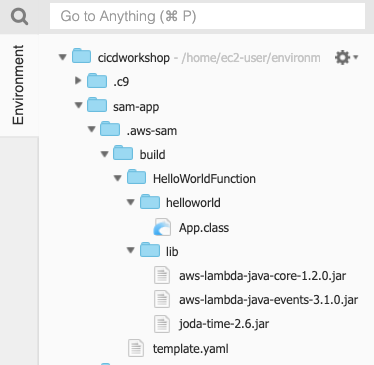 Go to Anything (⌘ P)
Environment
cicdworkshop - /home/ec2-user/environm
.c9
sam-app
.aws-sam
build
HelloWorldFunction
helloworld
App.class
lib
aws-lambda-java-core-1.2.0.jar
aws-lambda-java-events-3.1.0.jar
joda-time-2.6.jar
template.yaml